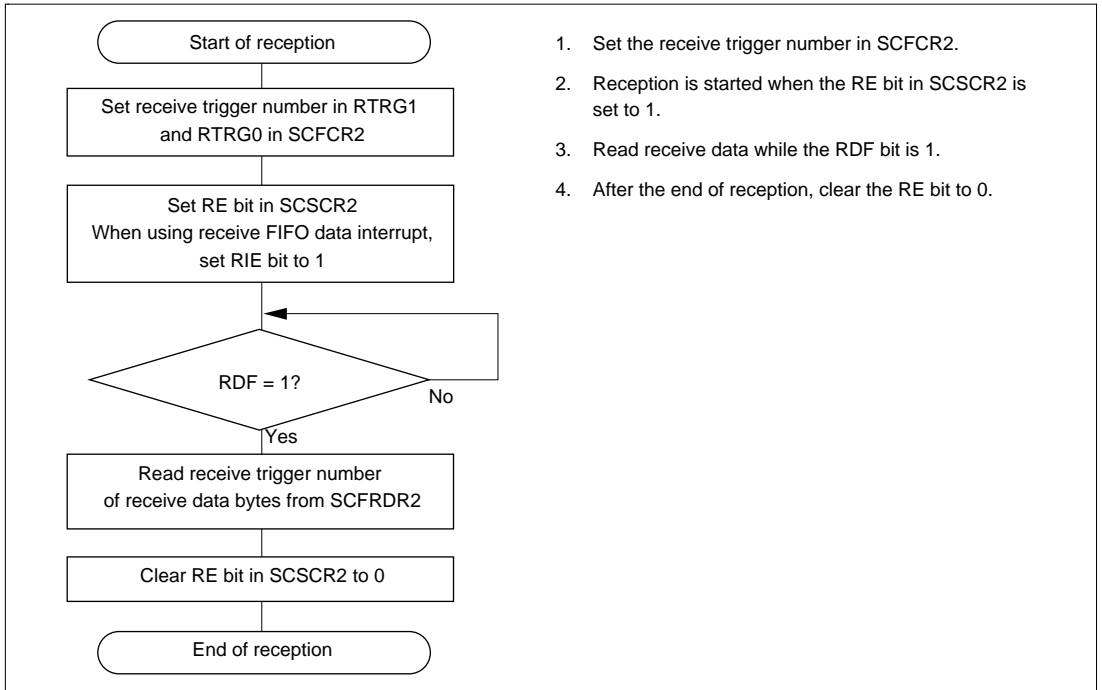 Start of reception
Set receive trigger number in RTRG1
and RTRG0 in SCFCR2
Set RE bit in SCSCR2
When using receive FIFO data interrupt,
set RIE bit to 1
RDF = 1?
No
Yes
Read receive trigger number
of receive data bytes from SCFRDR2
Clear RE bit in SCSCR2 to 0
End of reception
1. Set the receive trigger number in SCFCR2.
2. Reception is started when the RE bit in SCSCR2 is
set to 1.
3. Read receive data while the RDF bit is 1.
4. After the end of reception, clear the RE bit to 0.